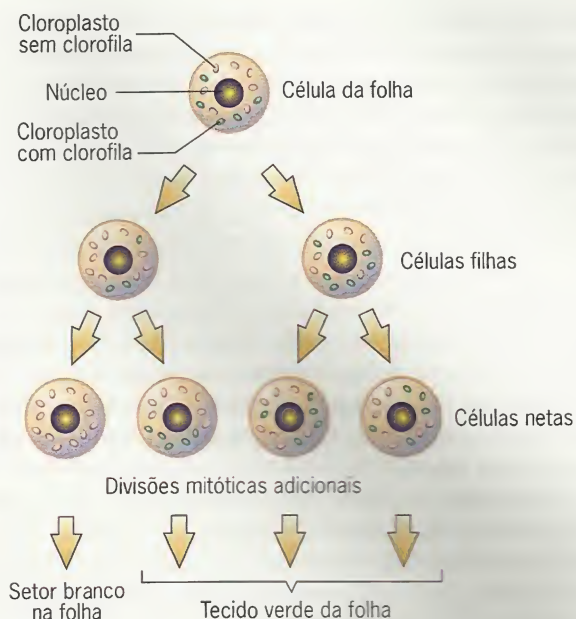 Cloroplasto
sem clorofila
Núcleo
Célula da folha
Cloroplasto
com clorofila
Células filhas
Células netas
Divisões mitóticas adicionais
Setor branco
na folha
Tecido verde da folha